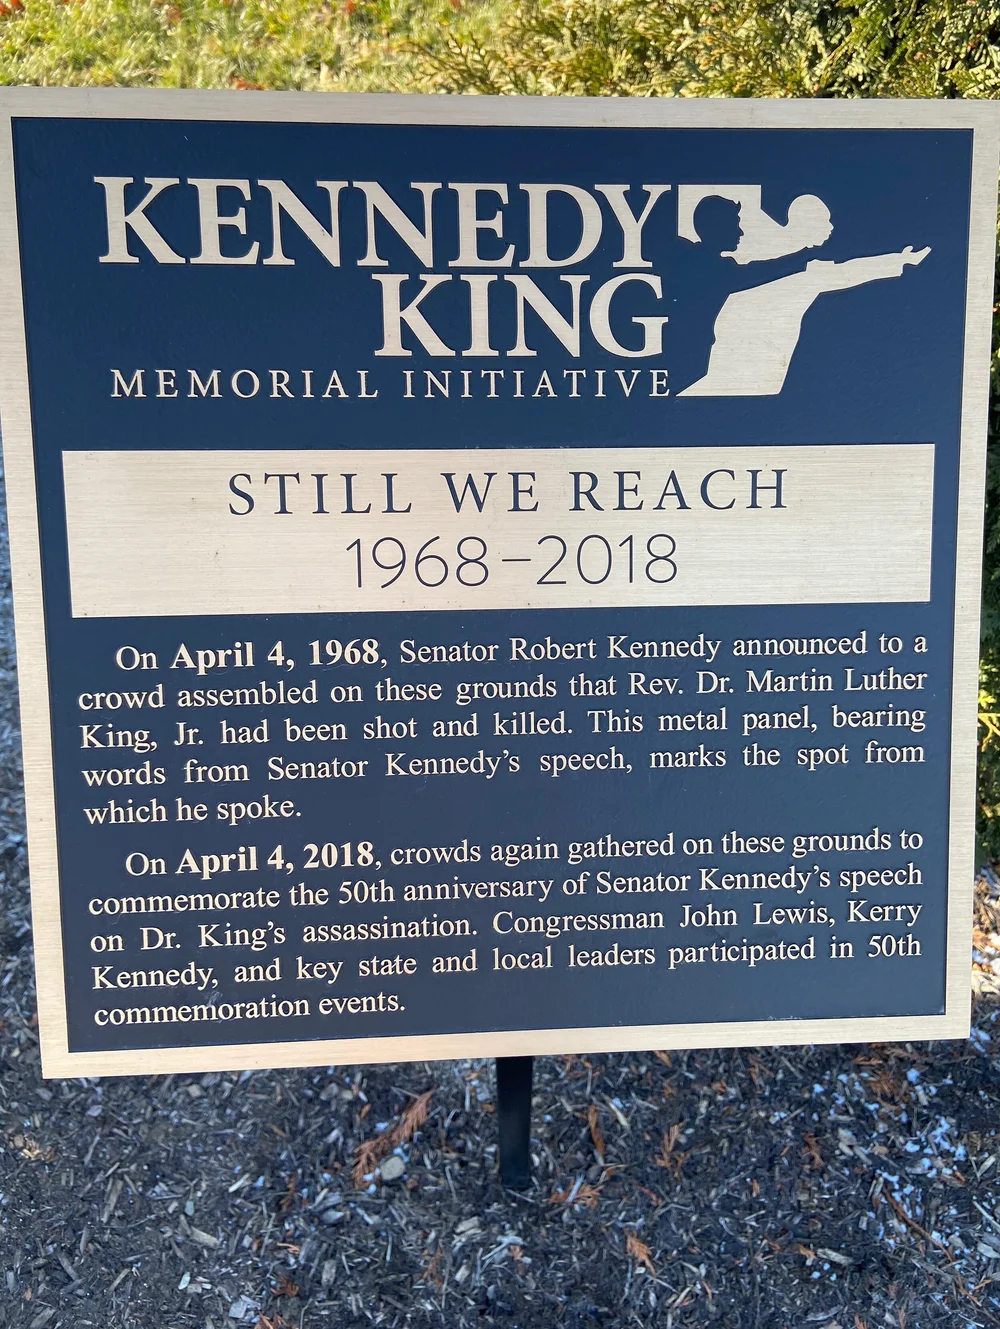 KENNEDY
KING
MEMORIAL INITIATIVE
STILL WE REACH
1968–2018
On April 4, 1968, Senator Robert Kennedy announced to a
crowd assembled on these grounds that Rev. Dr. Martin Luther
King, Jr. had been shot and killed. This metal panel, bearing
words from Senator Kennedy's speech, marks the spot from
which he spoke.
On April 4, 2018, crowds again gathered on these grounds to
commemorate the 50th anniversary of Senator Kennedy's speech
on Dr. King's assassination. Congressman John Lewis, Kerry
Kennedy, and key state and local leaders participated in 50th
commemoration events.